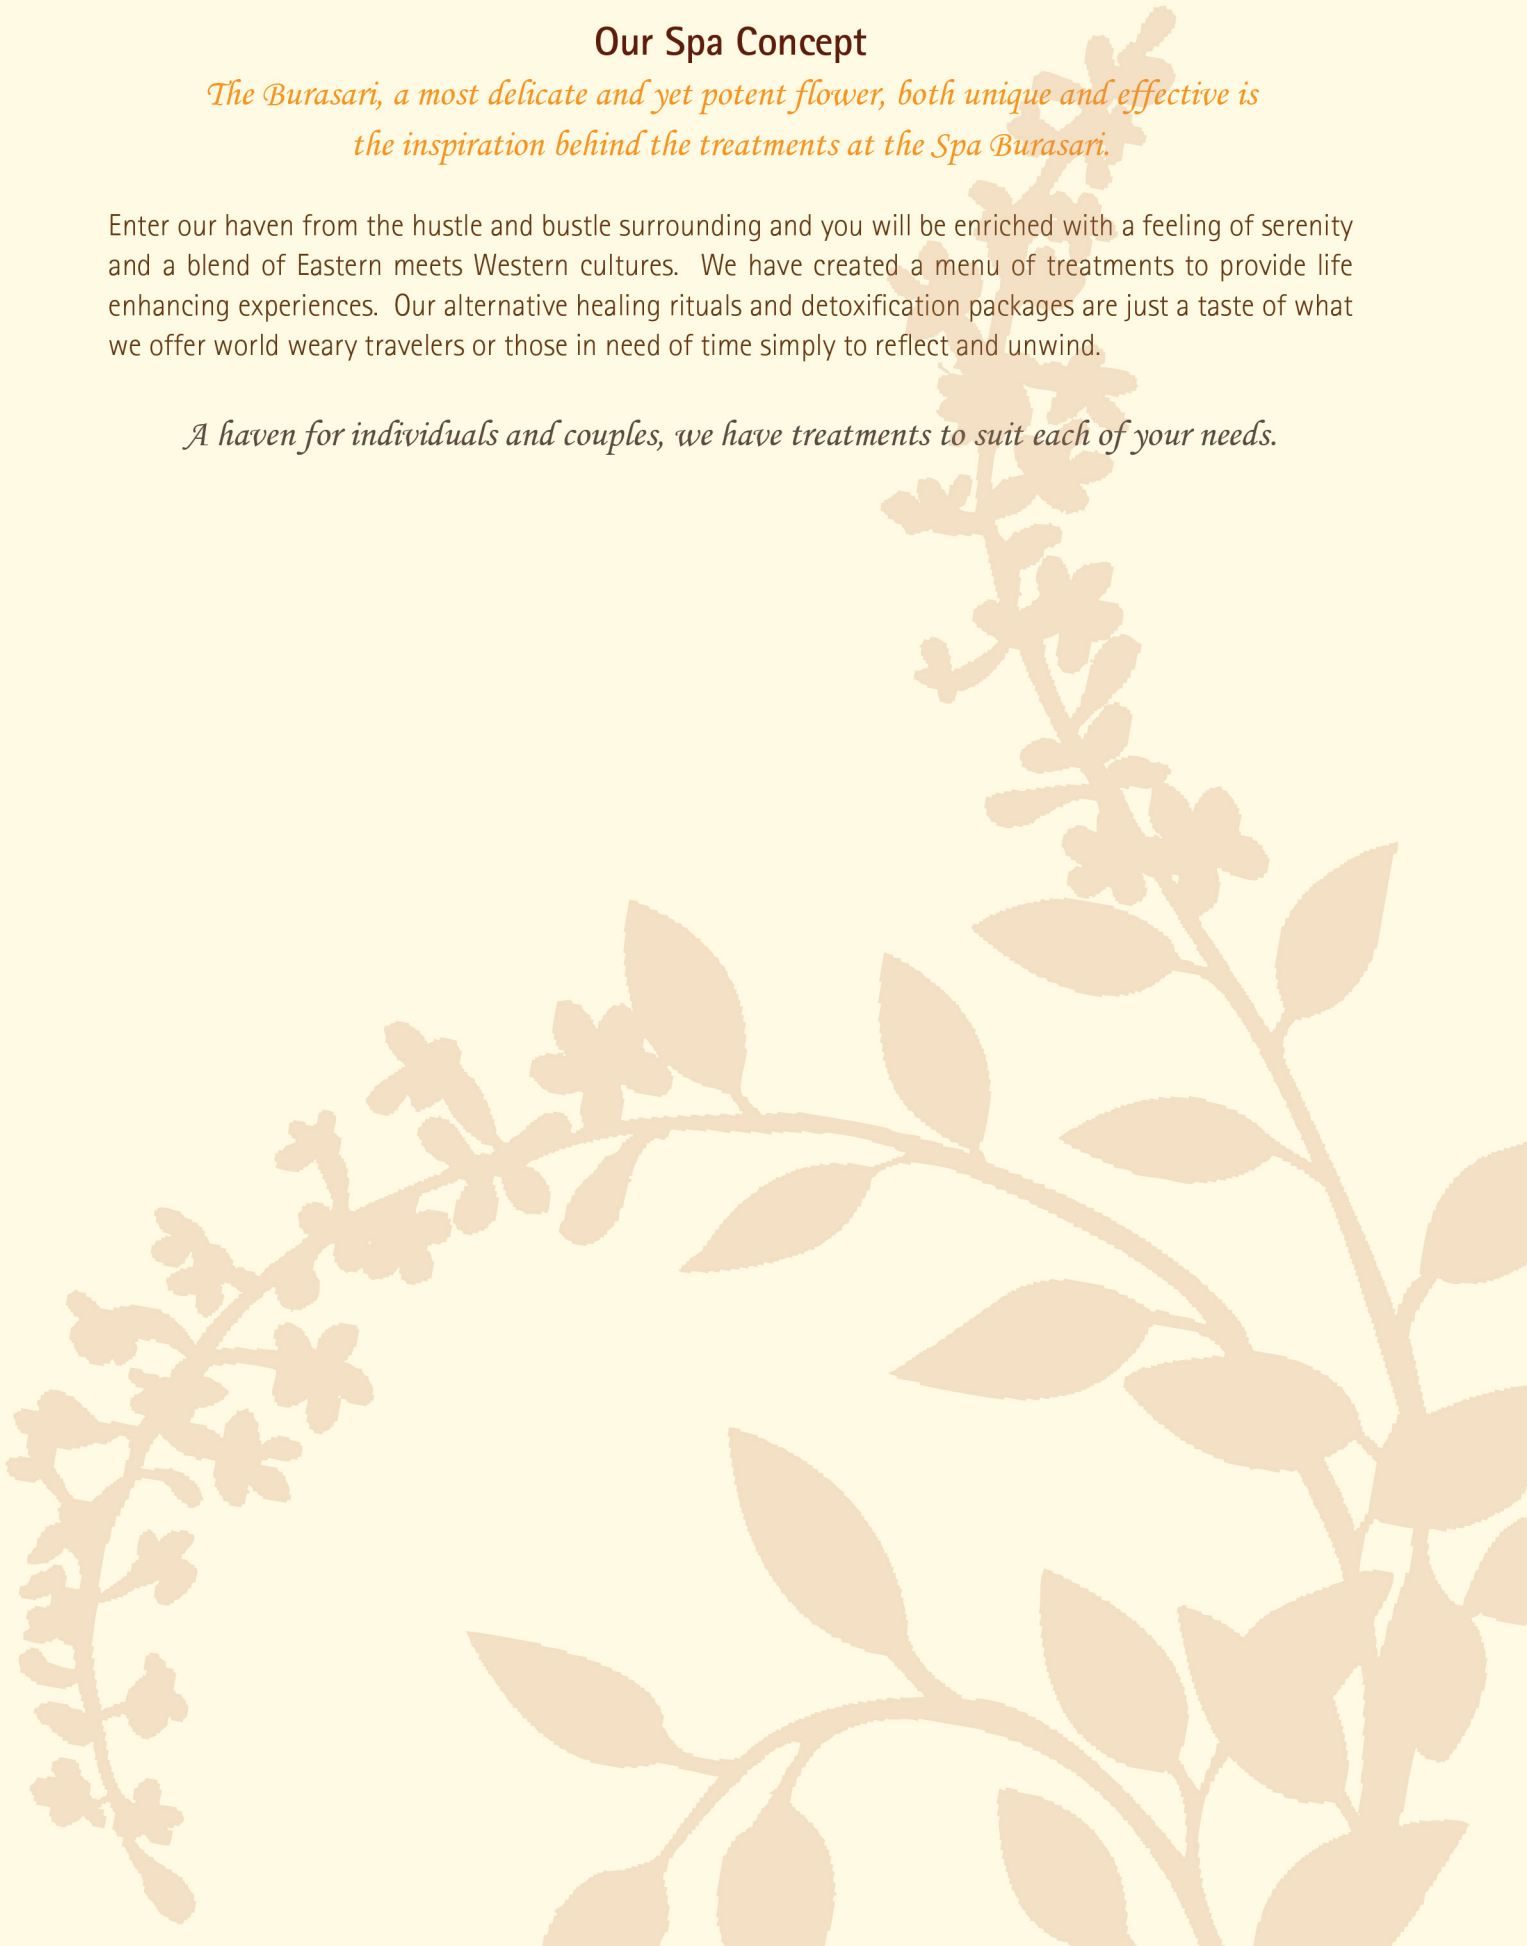 Our Spa Concept
The Burasari, a most delicate and yet potent flower, both unique and effective is
the inspiration behind the treatments at the Spa Burasari.
Enter our haven from the hustle and bustle surrounding and you will be enriched with a feeling of serenity
and a blend of Eastern meets Western cultures.  We have created a menu of treatments to provide life
enhancing experiences.  Our alternative healing rituals and detoxification packages are just a taste of what
we offer world weary travelers or those in need of time simply to reflect and unwind.
A haven for individuals and couples, we have treatments to suit each of your needs.